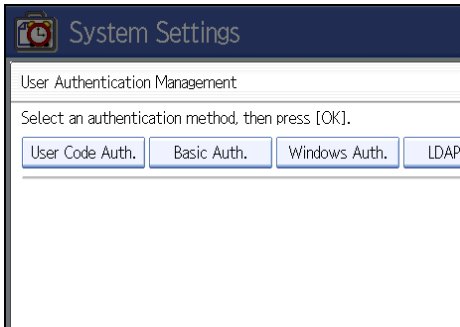 System Settings
User Authentication Management
Select an authentication method, then press [OK].
User Code Auth. Basic Auth. Windows Auth. LDAP